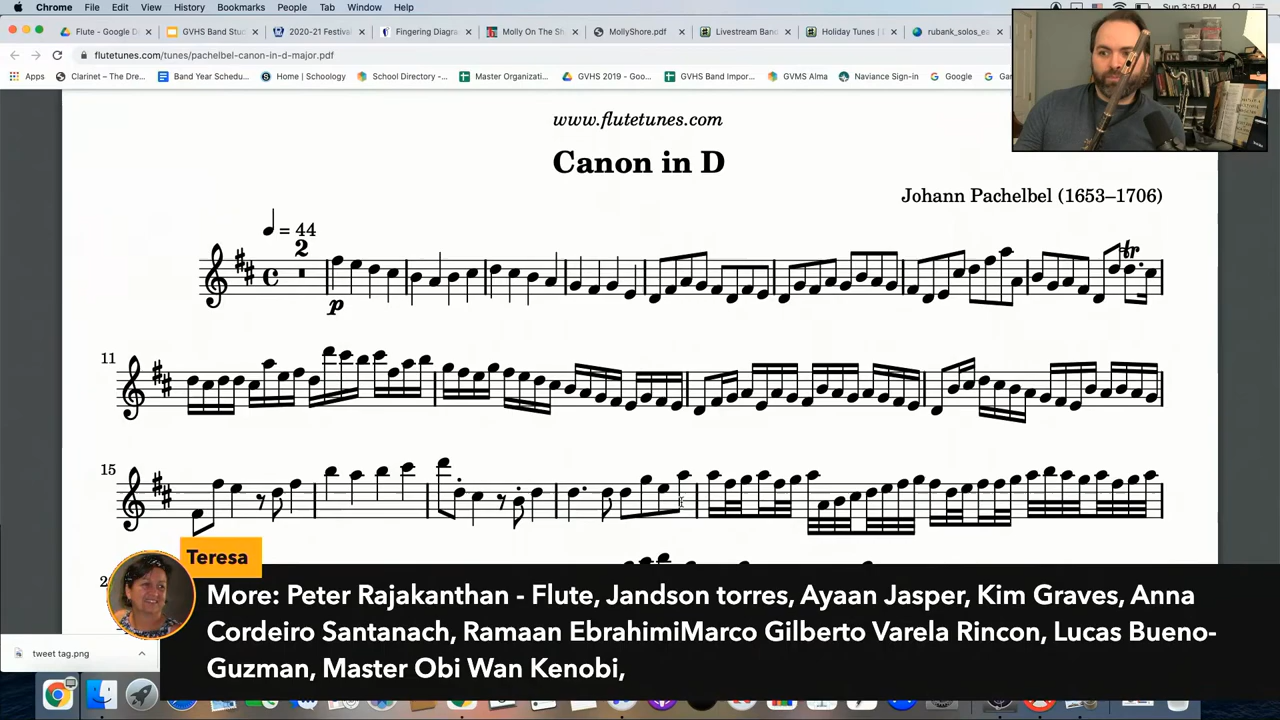 Chrome File Edit View History Bookmarks People Tab Window Help Sun 3:51 PM
Flute - Google D GVHS Band Stud 2020-21 Festival Fingering Diagra Molly On The Sh MollyShore.pdf Livestream Band Holiday Tunes rubank_solos_ea
flutetunes.com/tunes/pachelbel-canon-in-d-major.pdf
Apps Clarinet – The Dre... Band Year Schedu... Home | Schoology School Directory -... Master Organizati... GVHS 2019 - Goo... GVHS Band Impor... GVMS Alma Naviance Sign-in Google
www.flutetunes.com
Canon in D
Johann Pachelbel (1653–1706)
= 44
2
p
tr
11
15
Teresa
More: Peter Rajakanthan - Flute, Jandson torres, Ayaan Jasper, Kim Graves, Anna
Cordeiro Santanach, Ramaan EbrahimiMarco Gilberto Varela Rincon, Lucas Bueno-
Guzman, Master Obi Wan Kenobi,
tweet tag.png